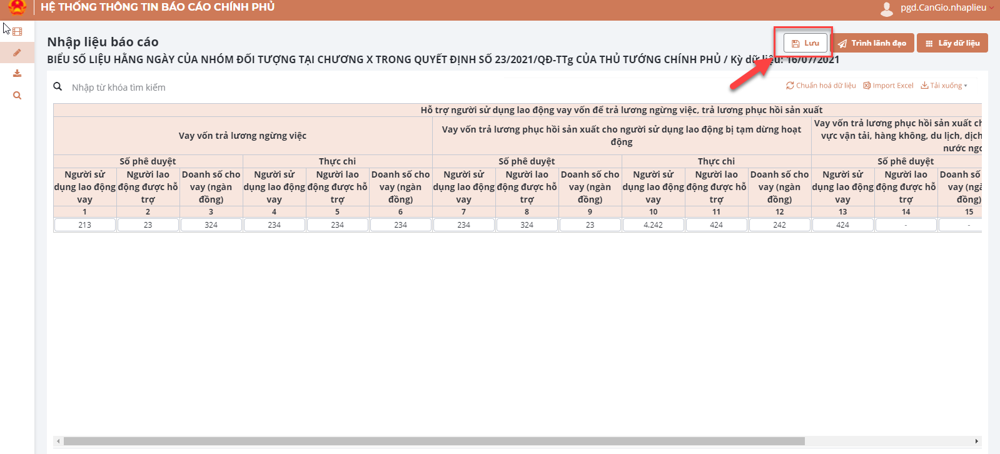 HỆ THỐNG THÔNG TIN BÁO CÁO CHÍNH PHỦ
pgd.CanGio.nhaplieu
Nhập liệu báo cáo
Lưu
Trình lãnh đạo
Lấy dữ liệu
BIỂU SỐ LIỆU HẰNG NGÀY CỦA NHÓM ĐỐI TƯỢNG TẠI CHƯƠNG X TRONG QUYẾT ĐỊNH SỐ 23/2021/QĐ-TTg CỦA THỦ TƯỚNG CHÍNH PHỦ / Kỳ dữ liệu: 16/07/2021
Nhập từ khóa tìm kiếm
Chuẩn hoá dữ liệu
Import Excel
Tải xuống
Hỗ trợ người sử dụng lao động vay vốn để trả lương ngừng việc, trả lương phục hồi sản xuất
Vay vốn trả lương ngừng việc
Vay vốn trả lương phục hồi sản xuất cho người sử dụng lao động bị tạm dừng hoạt
động
Vay vốn trả lương phục hồi sản xuất
vực vận tải, hàng không, du lịch, dịch
nước
Số phê duyệt
Thực chi
Số phê duyệt
Thực chi
Số phê duyệt
Người sử
dụng lao động
vay
Người lao
động được hỗ
trợ
Doanh số cho
vay (ngàn
đồng)
Người sử
dụng lao động
vay
Người lao
động được hỗ
trợ
Doanh số cho
vay (ngàn
đồng)
Người sử
dụng lao động
vay
Người lao
động được hỗ
trợ
Doanh số cho
vay (ngàn
đồng)
Người sử
dụng lao động
vay
Người lao
động được hỗ
trợ
Doanh số cho
vay (ngàn
đồng)
Người sử
dụng lao động
vay
Người lao
động được hỗ
trợ
Doanh số
vay
đồng)
1 2 3 4 5 6 7 8 9 10 11 12 13 14 15
213 23 324 234 234 234 234 324 23 4.242 424 242 424 - -